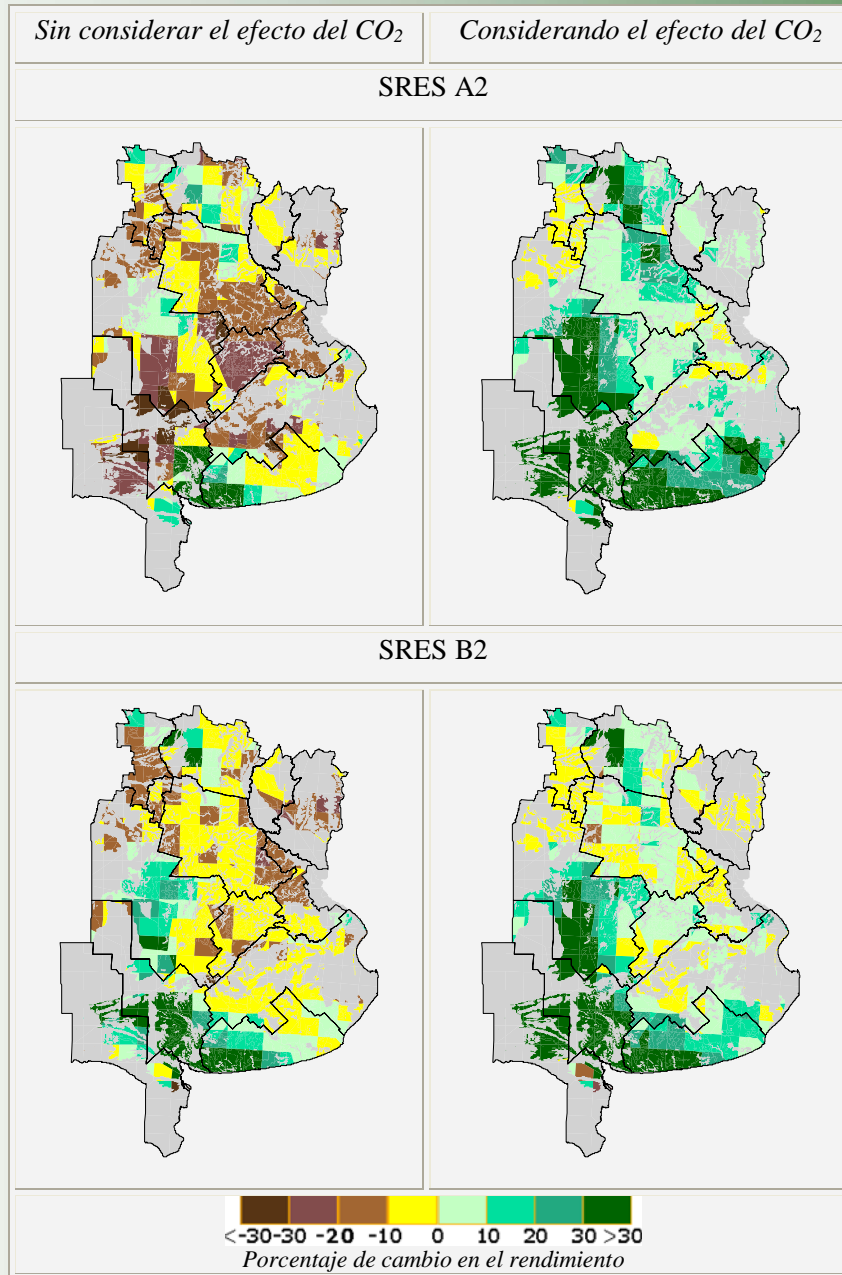 Sin considerar el efecto del CO₂
Considerando el efecto del CO₂
SRES A2
SRES B2
<-30 -30 -20 -10 0 10 20 30 >30
Porcentaje de cambio en el rendimiento